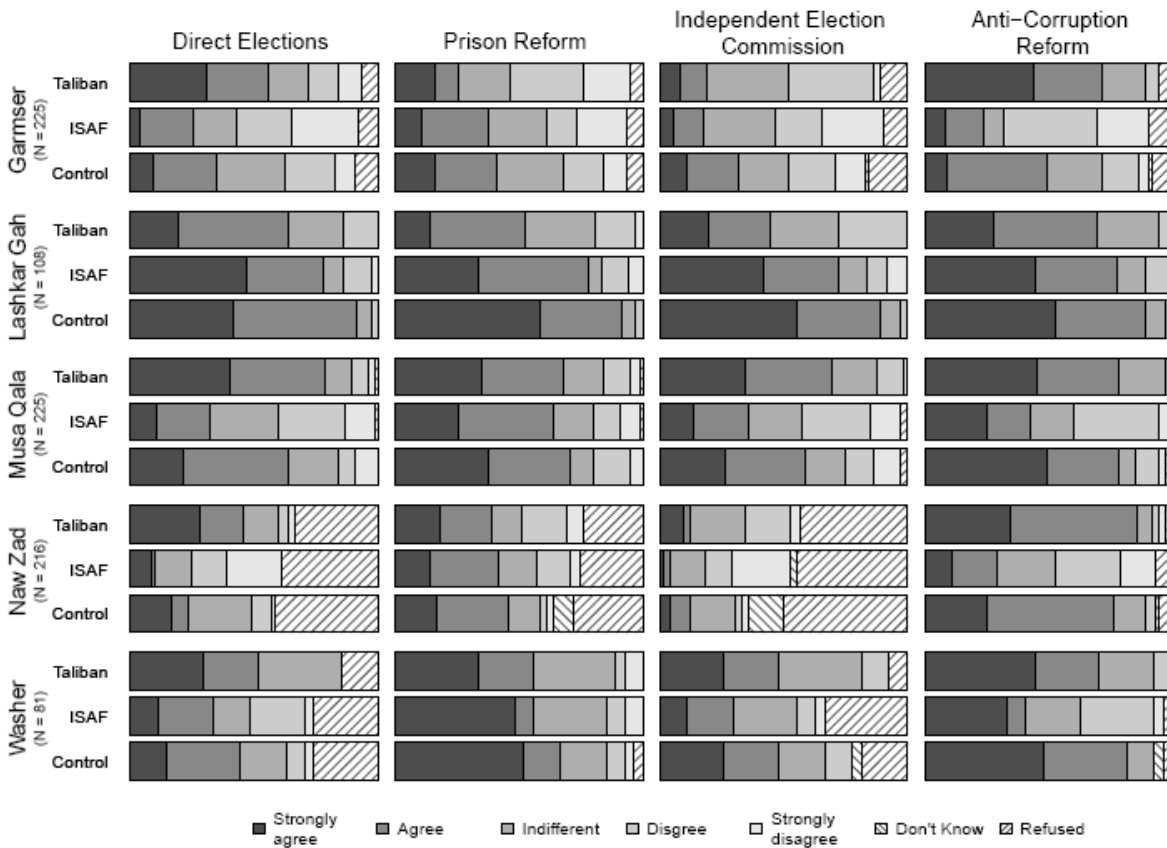 Direct Elections
Prison Reform
Independent Election
Commission
Anti−Corruption
Reform
Garmser
(N = 225)
Taliban
ISAF
Control
Lashkar Gah
(N = 108)
Taliban
ISAF
Control
Musa Qala
(N = 225)
Taliban
ISAF
Control
Naw Zad
(N = 216)
Taliban
ISAF
Control
Washer
(N = 81)
Taliban
ISAF
Control
Strongly
agree
Agree
Indifferent
Disgree
Strongly
disagree
Don't Know
Refused